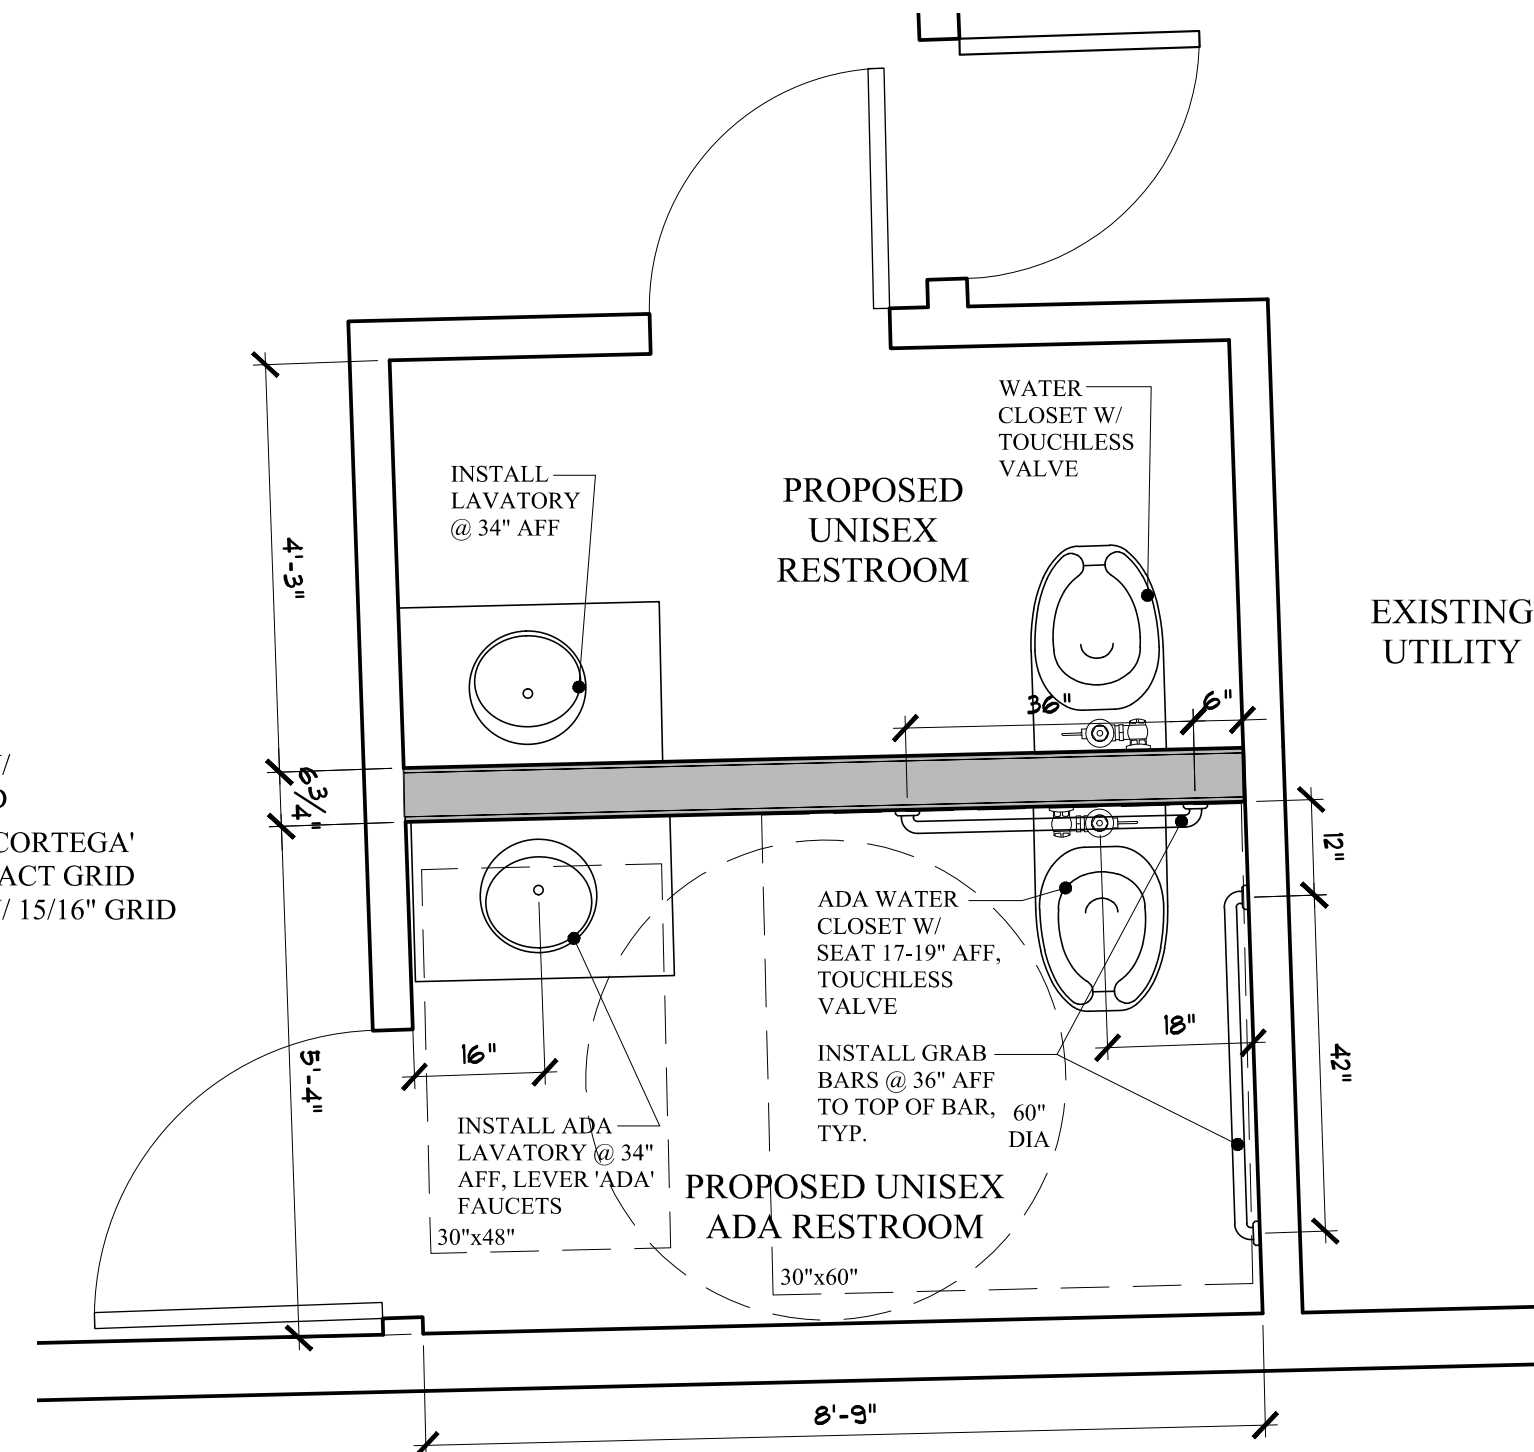 WATER
CLOSET W/
TOUCHLESS
VALVE
INSTALL
LAVATORY
@ 34" AFF
PROPOSED
UNISEX
RESTROOM
4'-3"
EXISTING
UTILITY
36"
6"
6 3/4"
CORTEGA'
ACT GRID
15/16" GRID
12"
ADA WATER
CLOSET W/
SEAT 17-19" AFF,
TOUCHLESS
VALVE
18"
16"
5'-4"
42"
INSTALL GRAB
BARS @ 36" AFF
TO TOP OF BAR,
TYP.
60"
DIA
INSTALL ADA
LAVATORY @ 34"
AFF, LEVER 'ADA'
FAUCETS
30"x48"
PROPOSED UNISEX
ADA RESTROOM
30"x60"
8'-9"